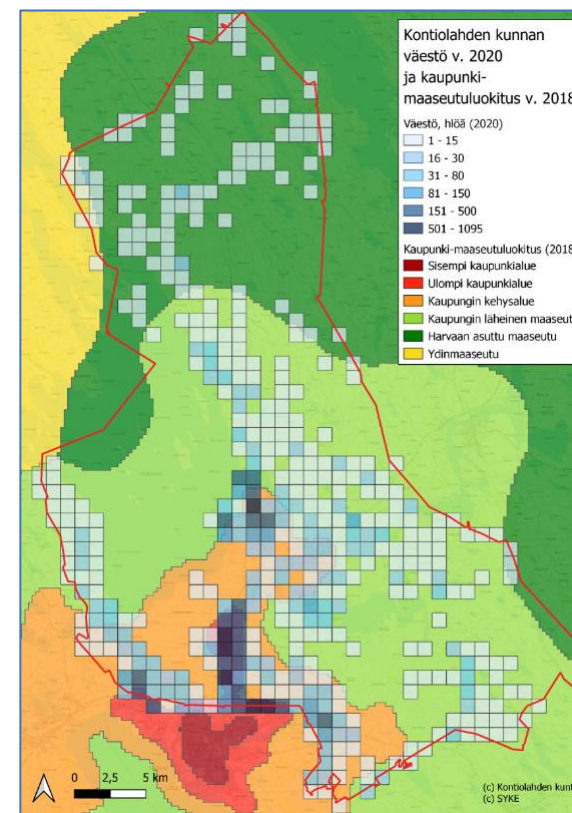 Kontiolahden kunnan
väestö v. 2020
ja kaupunki-
maaseutuluokitus v. 2018
Väestö, hlöä (2020)
1 - 15
16 - 30
31 - 80
81 - 150
151 - 500
501 - 1095
Kaupunki-maaseutuluokitus (2018
Sisempi kaupunkialue
Ulompi kaupunkialue
Kaupungin kehysalue
Kaupungin läheinen maaseut
Harvaan asuttu maaseutu
Ydinmaaseutu
0 2,5 5 km
(c) Kontiolahden kunt
(c) SYKE